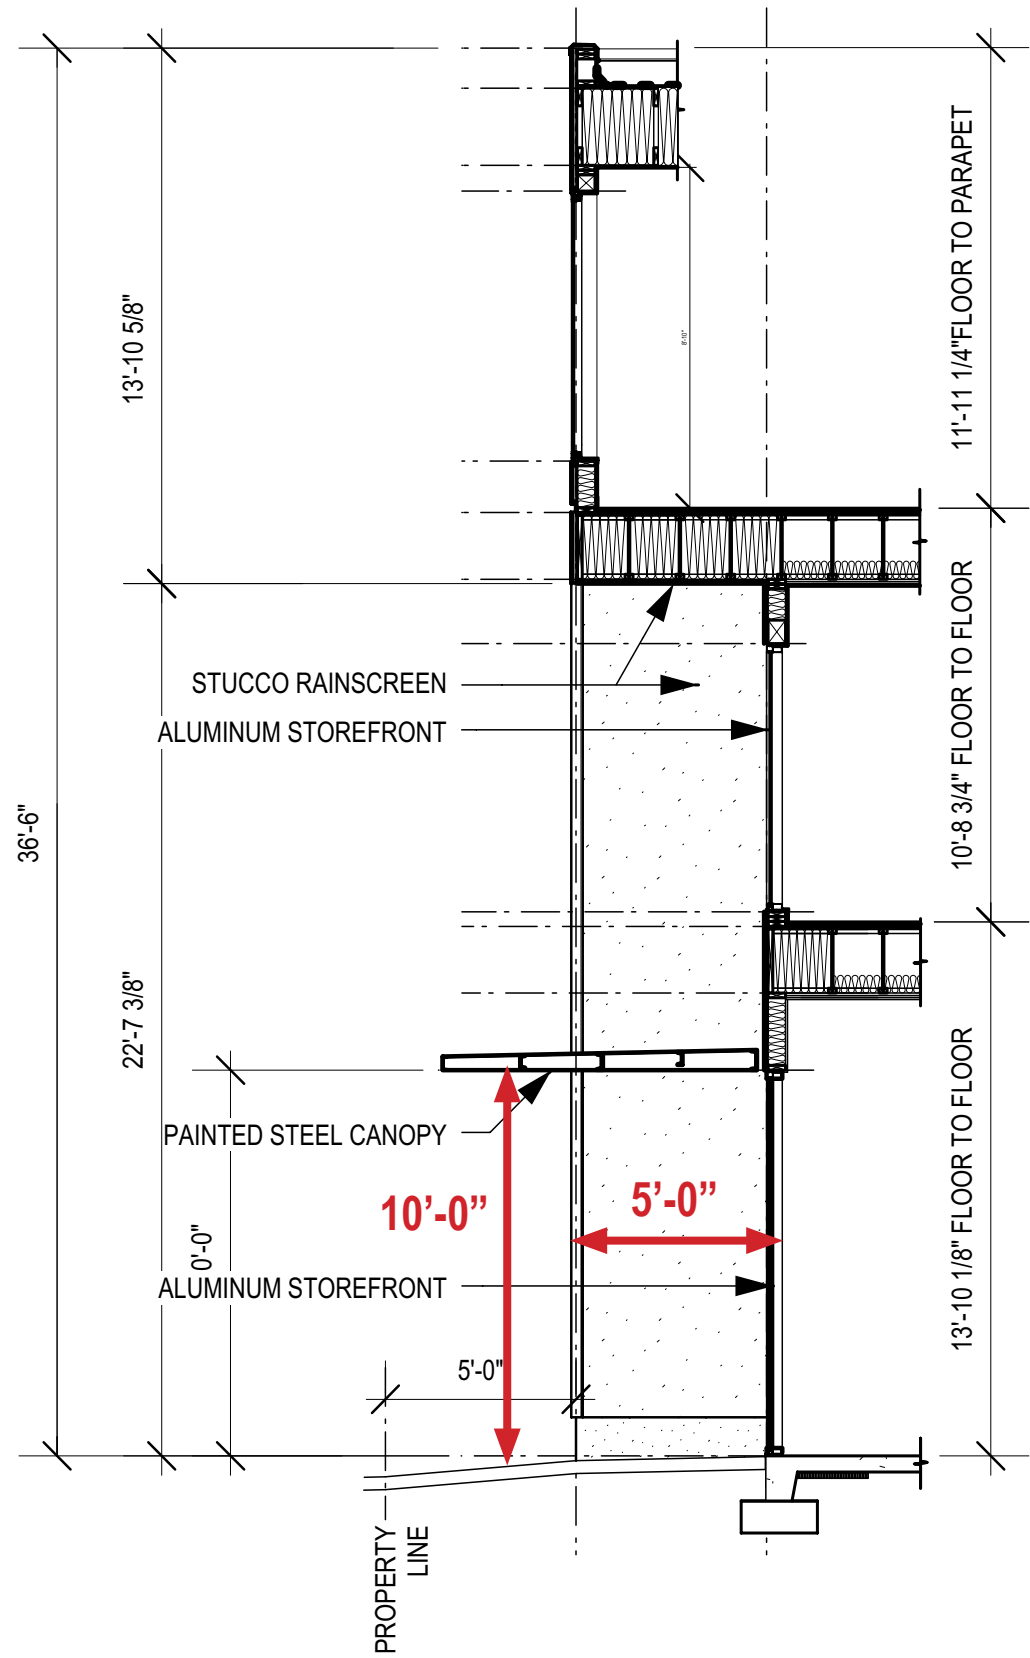 36'-6"
13'-10 5/8"
22'-7 3/8"
0'-0"
11'-11 1/4"FLOOR TO PARAPET
10'-8 3/4" FLOOR TO FLOOR
13'-10 1/8" FLOOR TO FLOOR
8'-10"
STUCCO RAINSCREEN
ALUMINUM STOREFRONT
PAINTED STEEL CANOPY
10’-0”
5’-0”
ALUMINUM STOREFRONT
5'-0"
PROPERTY
LINE